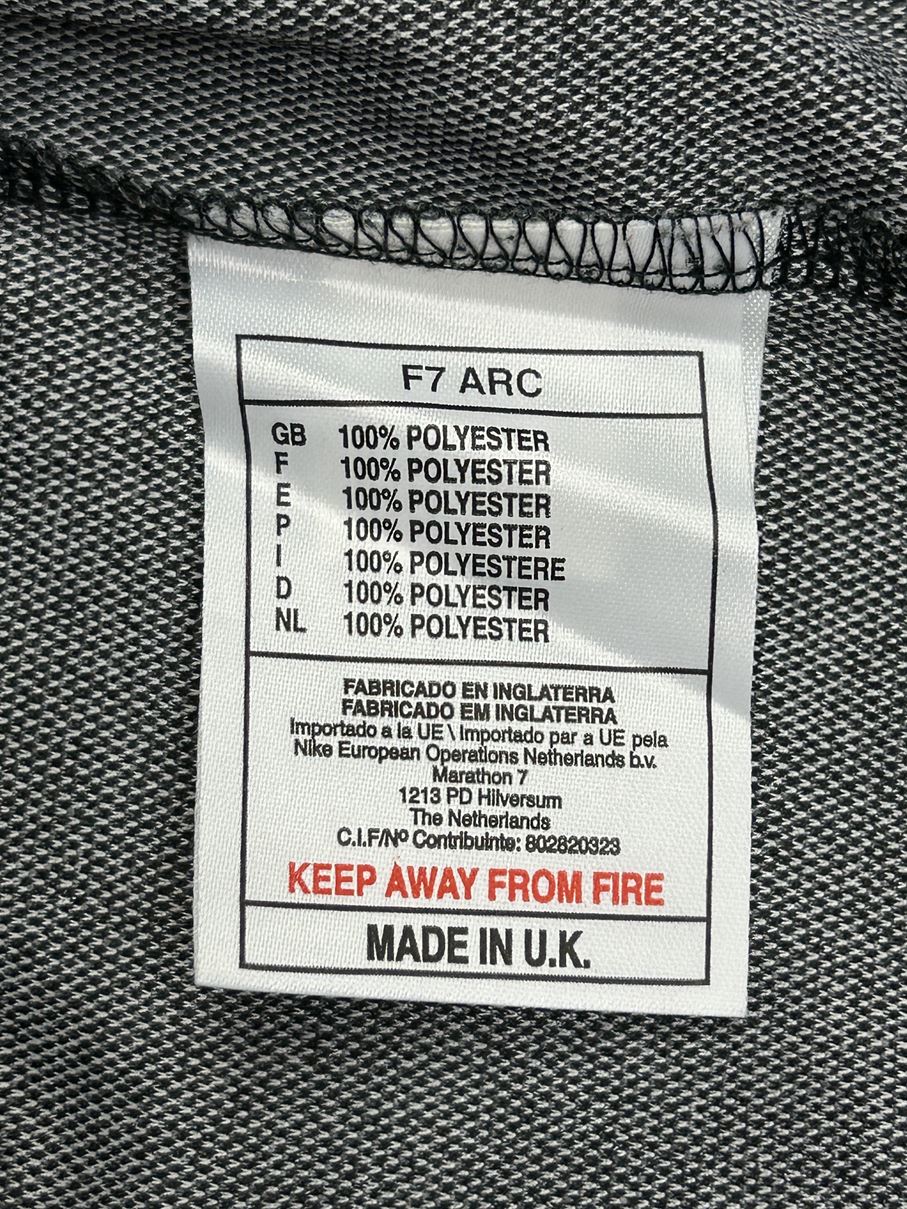 F7 ARC
GB 100% POLYESTER
F 100% POLYESTER
E 100% POLYESTER
P 100% POLYESTER
I 100% POLYESTERE
D 100% POLYESTER
NL 100% POLYESTER
FABRICADO EN INGLATERRA
FABRICADO EM INGLATERRA
Importado a la UE \ Importado par a UE pela
Nike European Operations Netherlands b.v.
Marathon 7
1213 PD Hilversum
The Netherlands
C.I.F/Nº Contribuinte: 802820323
KEEP AWAY FROM FIRE
MADE IN U.K.